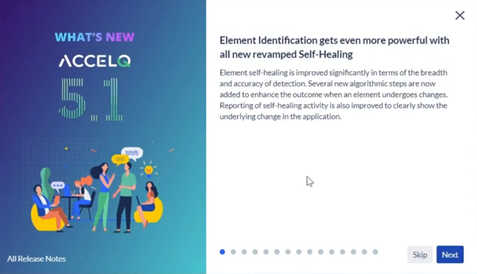 WHAT'S NEW
ACCELQ
5.1
All Release Notes
Element Identification gets even more powerful with
all new revamped Self-Healing
Element self-healing is improved significantly in terms of the breadth
and accuracy of detection. Several new algorithmic steps are now
added to enhance the outcome when an element undergoes changes.
Reporting of self-healing activity is also improved to clearly show the
underlying change in the application.
Skip
Next